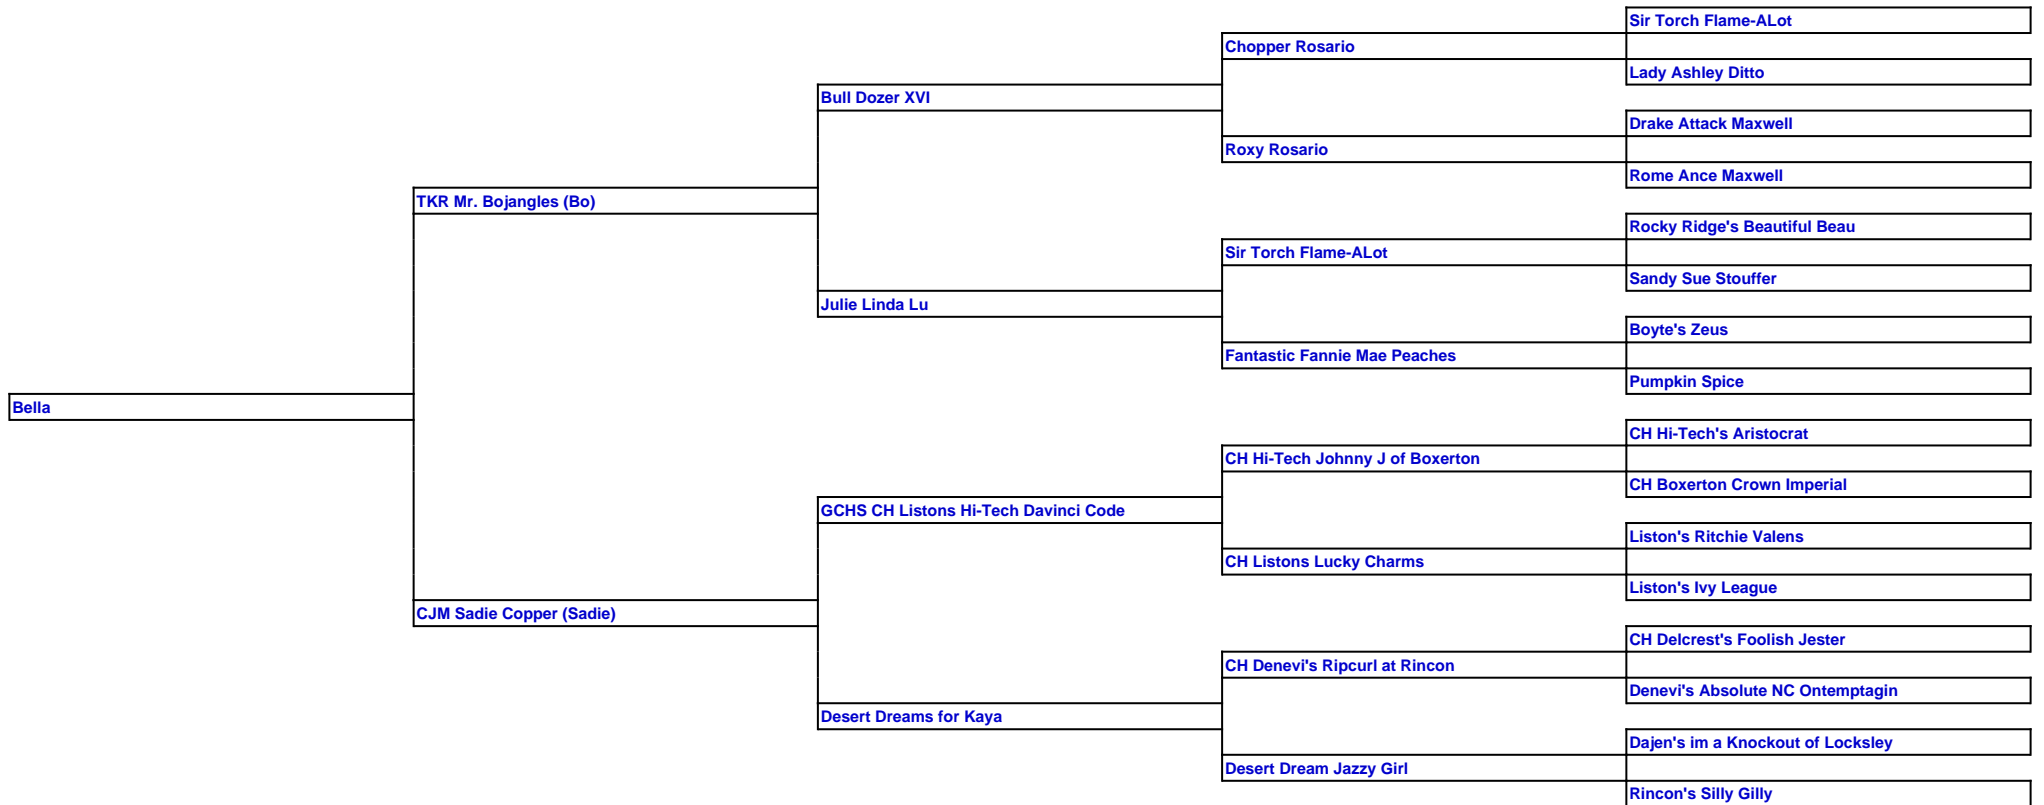 Sir Torch Flame-ALot
Chopper Rosario
Lady Ashley Ditto
Bull Dozer XVI
Drake Attack Maxwell
Roxy Rosario
Rome Ance Maxwell
TKR Mr. Bojangles (Bo)
Rocky Ridge's Beautiful Beau
Sir Torch Flame-ALot
Sandy Sue Stouffer
Julie Linda Lu
Boyte's Zeus
Fantastic Fannie Mae Peaches
Pumpkin Spice
Bella
CH Hi-Tech's Aristocrat
CH Hi-Tech Johnny J of Boxerton
CH Boxerton Crown Imperial
GCHS CH Listons Hi-Tech Davinci Code
Liston's Ritchie Valens
CH Listons Lucky Charms
Liston's Ivy League
CJM Sadie Copper (Sadie)
CH Delcrest's Foolish Jester
CH Denevi's Ripcurl at Rincon
Denevi's Absolute NC Ontemptagin
Desert Dreams for Kaya
Dajen's im a Knockout of Locksley
Desert Dream Jazzy Girl
Rincon's Silly Gilly